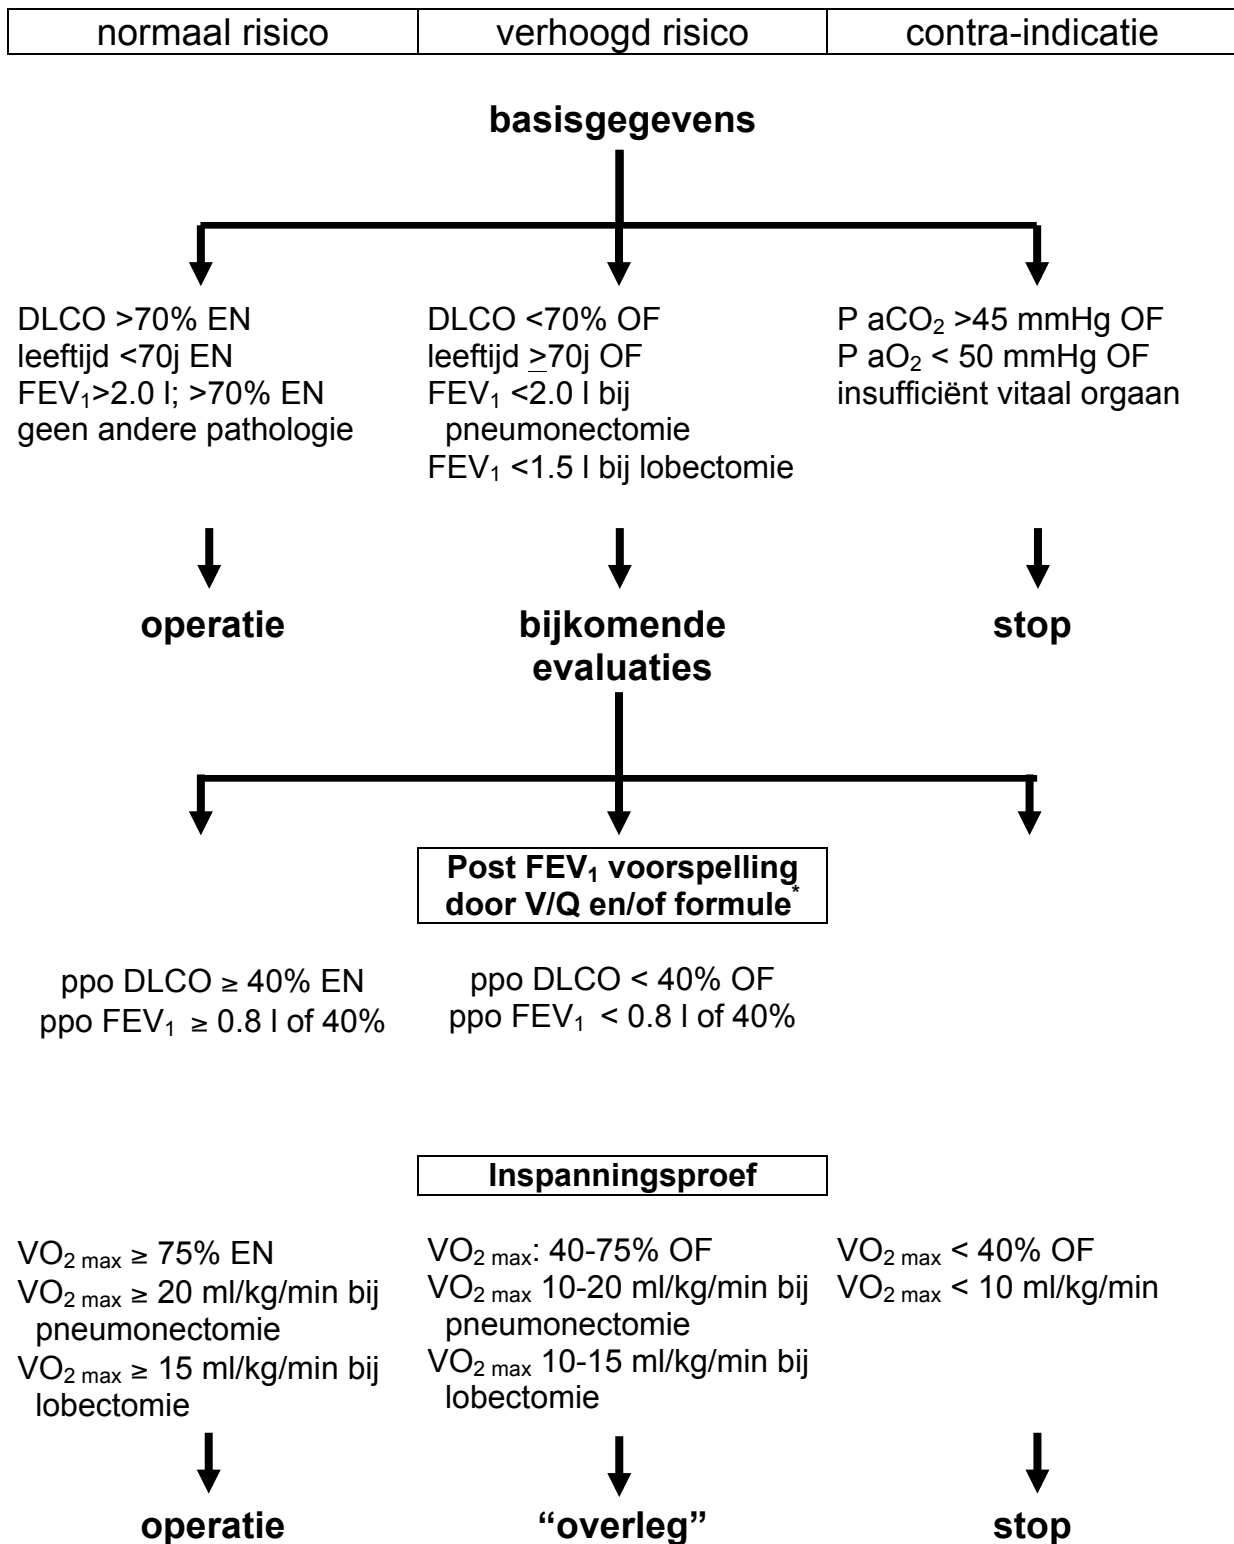 normaal risico verhoogd risico contra-indicatie
basisgegevens
DLCO >70% EN
leeftijd <70j EN
FEV₁>2.0 l; >70% EN
geen andere pathologie
DLCO <70% OF
leeftijd ≥70j OF
FEV₁ <2.0 l bij
pneumonectomie
FEV₁ <1.5 l bij lobectomie
P aCO₂ >45 mmHg OF
P aO₂ < 50 mmHg OF
insufficiënt vitaal orgaan
operatie
bijkomende
evaluaties
stop
Post FEV₁ voorspelling
door V/Q en/of formule*
ppo DLCO ≥ 40% EN
ppo FEV₁ ≥ 0.8 l of 40%
ppo DLCO < 40% OF
ppo FEV₁ < 0.8 l of 40%
Inspanningsproef
VO₂ max ≥ 75% EN
VO₂ max ≥ 20 ml/kg/min bij
pneumonectomie
VO₂ max ≥ 15 ml/kg/min bij
lobectomie
VO₂ max: 40-75% OF
VO₂ max 10-20 ml/kg/min bij
pneumonectomie
VO₂ max 10-15 ml/kg/min bij
lobectomie
VO₂ max < 40% OF
VO₂ max < 10 ml/kg/min
operatie
“overleg”
stop